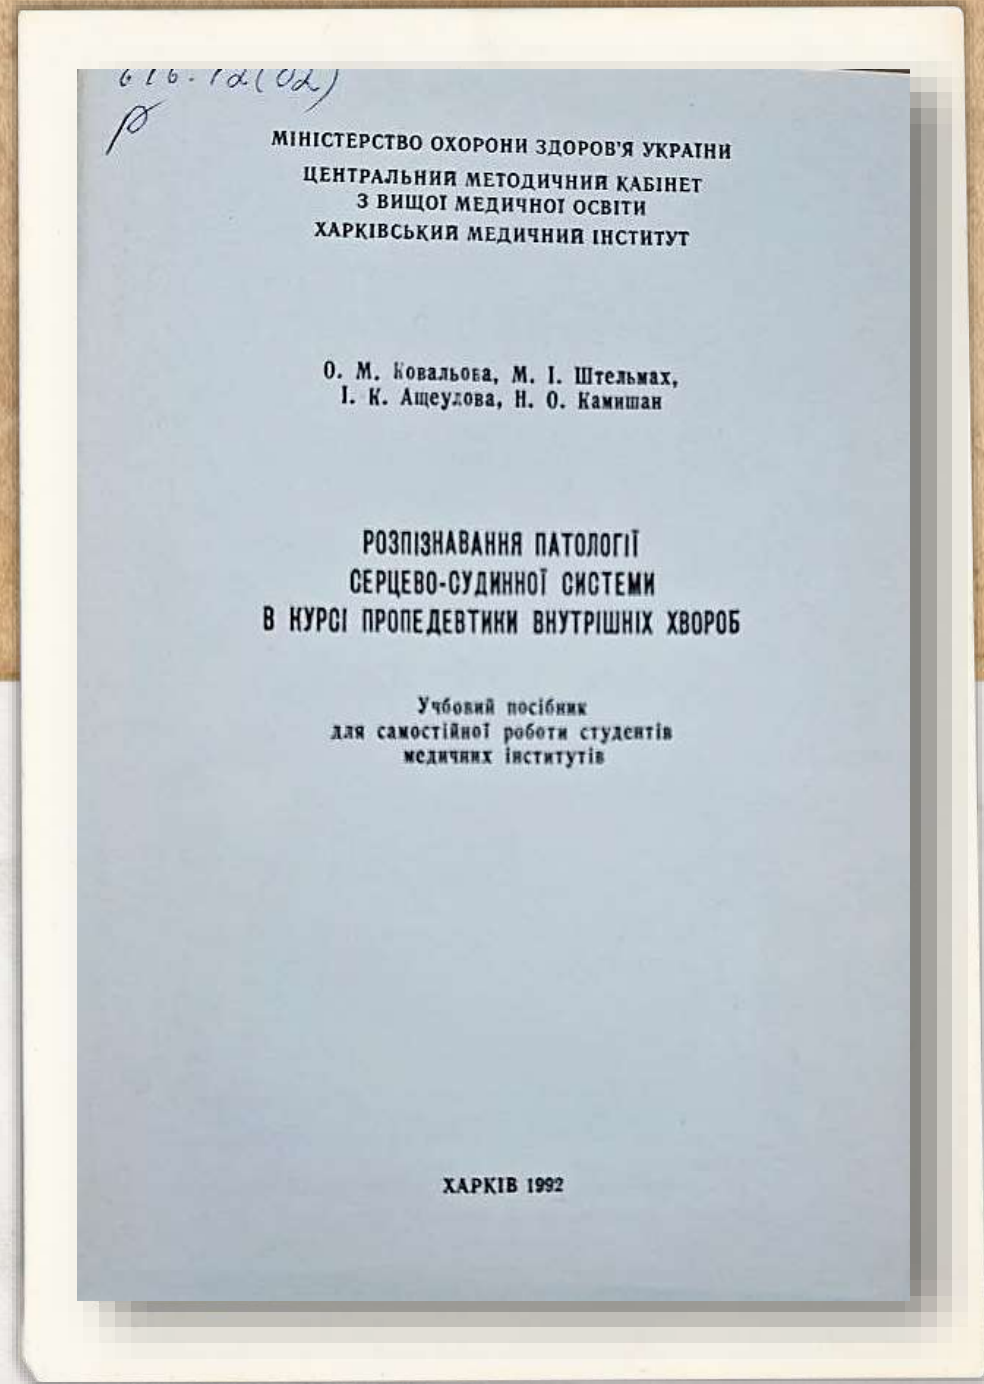 616.12(02)
Р
МІНІСТЕРСТВО ОХОРОНИ ЗДОРОВ'Я УКРАЇНИ
ЦЕНТРАЛЬНИЙ МЕТОДИЧНИЙ КАБІНЕТ
З ВИЩОЇ МЕДИЧНОЇ ОСВІТИ
ХАРКІВСЬКИЙ МЕДИЧНИЙ ІНСТИТУТ
О. М. Ковальова, М. І. Штельмах,
І. К. Ащеулова, Н. О. Камишан
РОЗПІЗНАВАННЯ ПАТОЛОГІЇ
СЕРЦЕВО-СУДИННОЇ СИСТЕМИ
В КУРСІ ПРОПЕДЕВТИКИ ВНУТРІШНІХ ХВОРОБ
Учбовий посібник
для самостійної роботи студентів
медичних інститутів
ХАРКІВ 1992